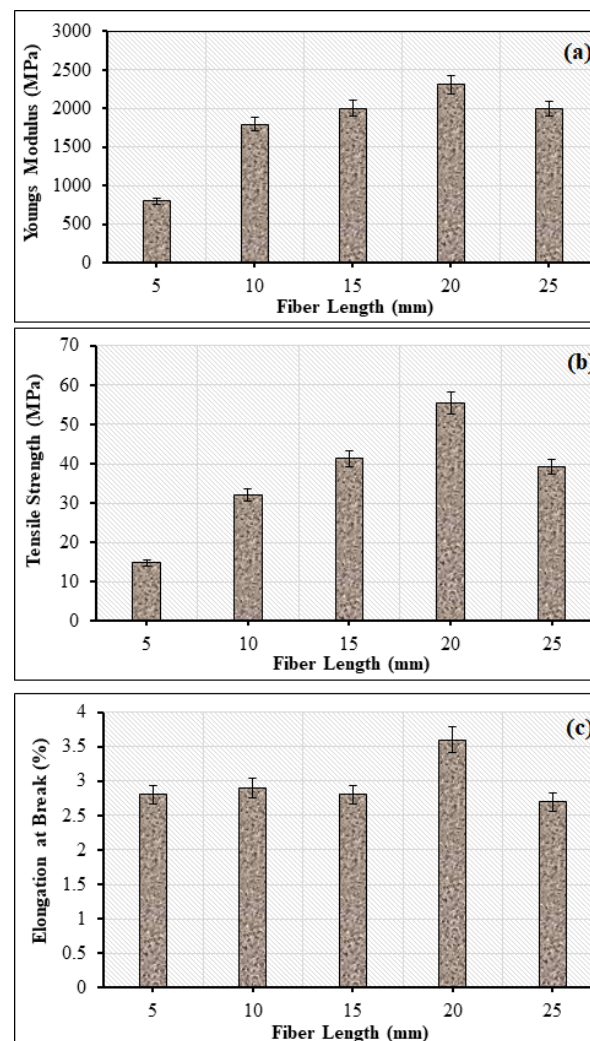 (a)
Youngs Modulus (MPa)
3000
2500
2000
1500
1000
500
0
5 10 15 20 25
Fiber Length (mm)
(b)
Tensile Strength (MPa)
70
60
50
40
30
20
10
0
5 10 15 20 25
Fiber Length (mm)
(c)
Elongation at Break (%)
4
3.5
3
2.5
2
1.5
1
0.5
0
5 10 15 20 25
Fiber Length (mm)